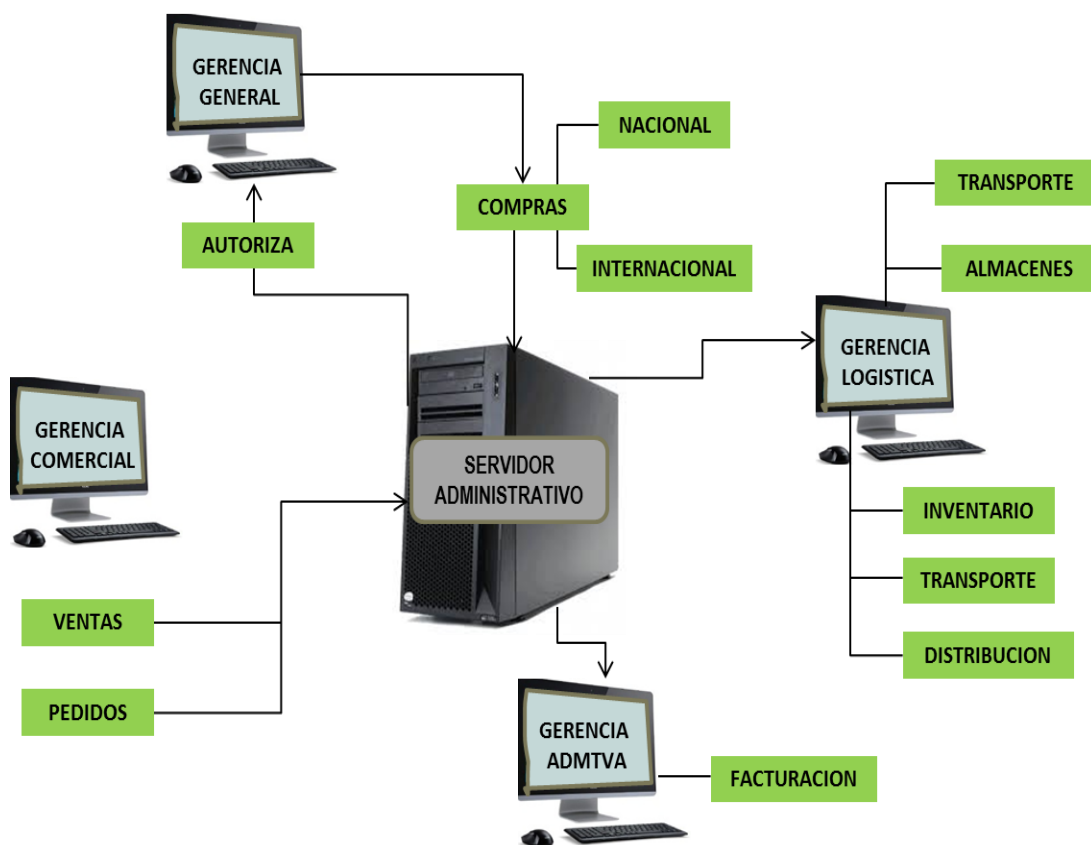 GERENCIA
GENERAL
NACIONAL
COMPRAS
INTERNACIONAL
AUTORIZA
TRANSPORTE
ALMACENES
GERENCIA
LOGISTICA
GERENCIA
COMERCIAL
SERVIDOR
ADMINISTRATIVO
INVENTARIO
TRANSPORTE
DISTRIBUCION
VENTAS
PEDIDOS
GERENCIA
ADMTVA
FACTURACION